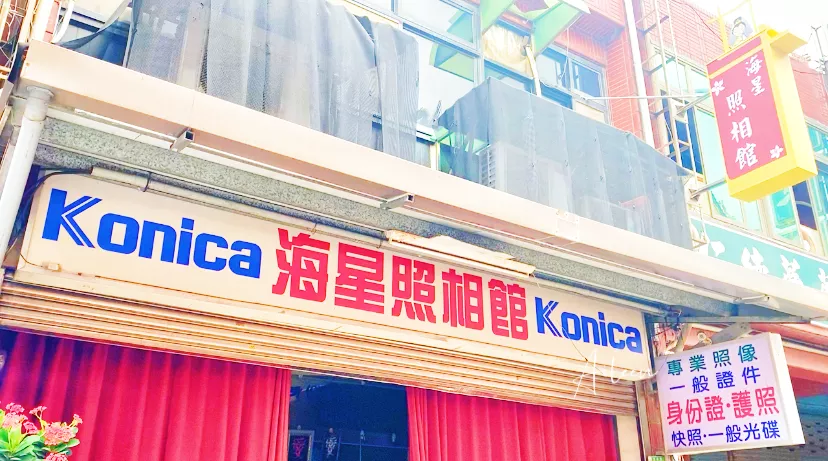 海星
照相館
Konica 海星照相館 Konica
專業照像
一般證件
身份證·護照
快照·一般光碟